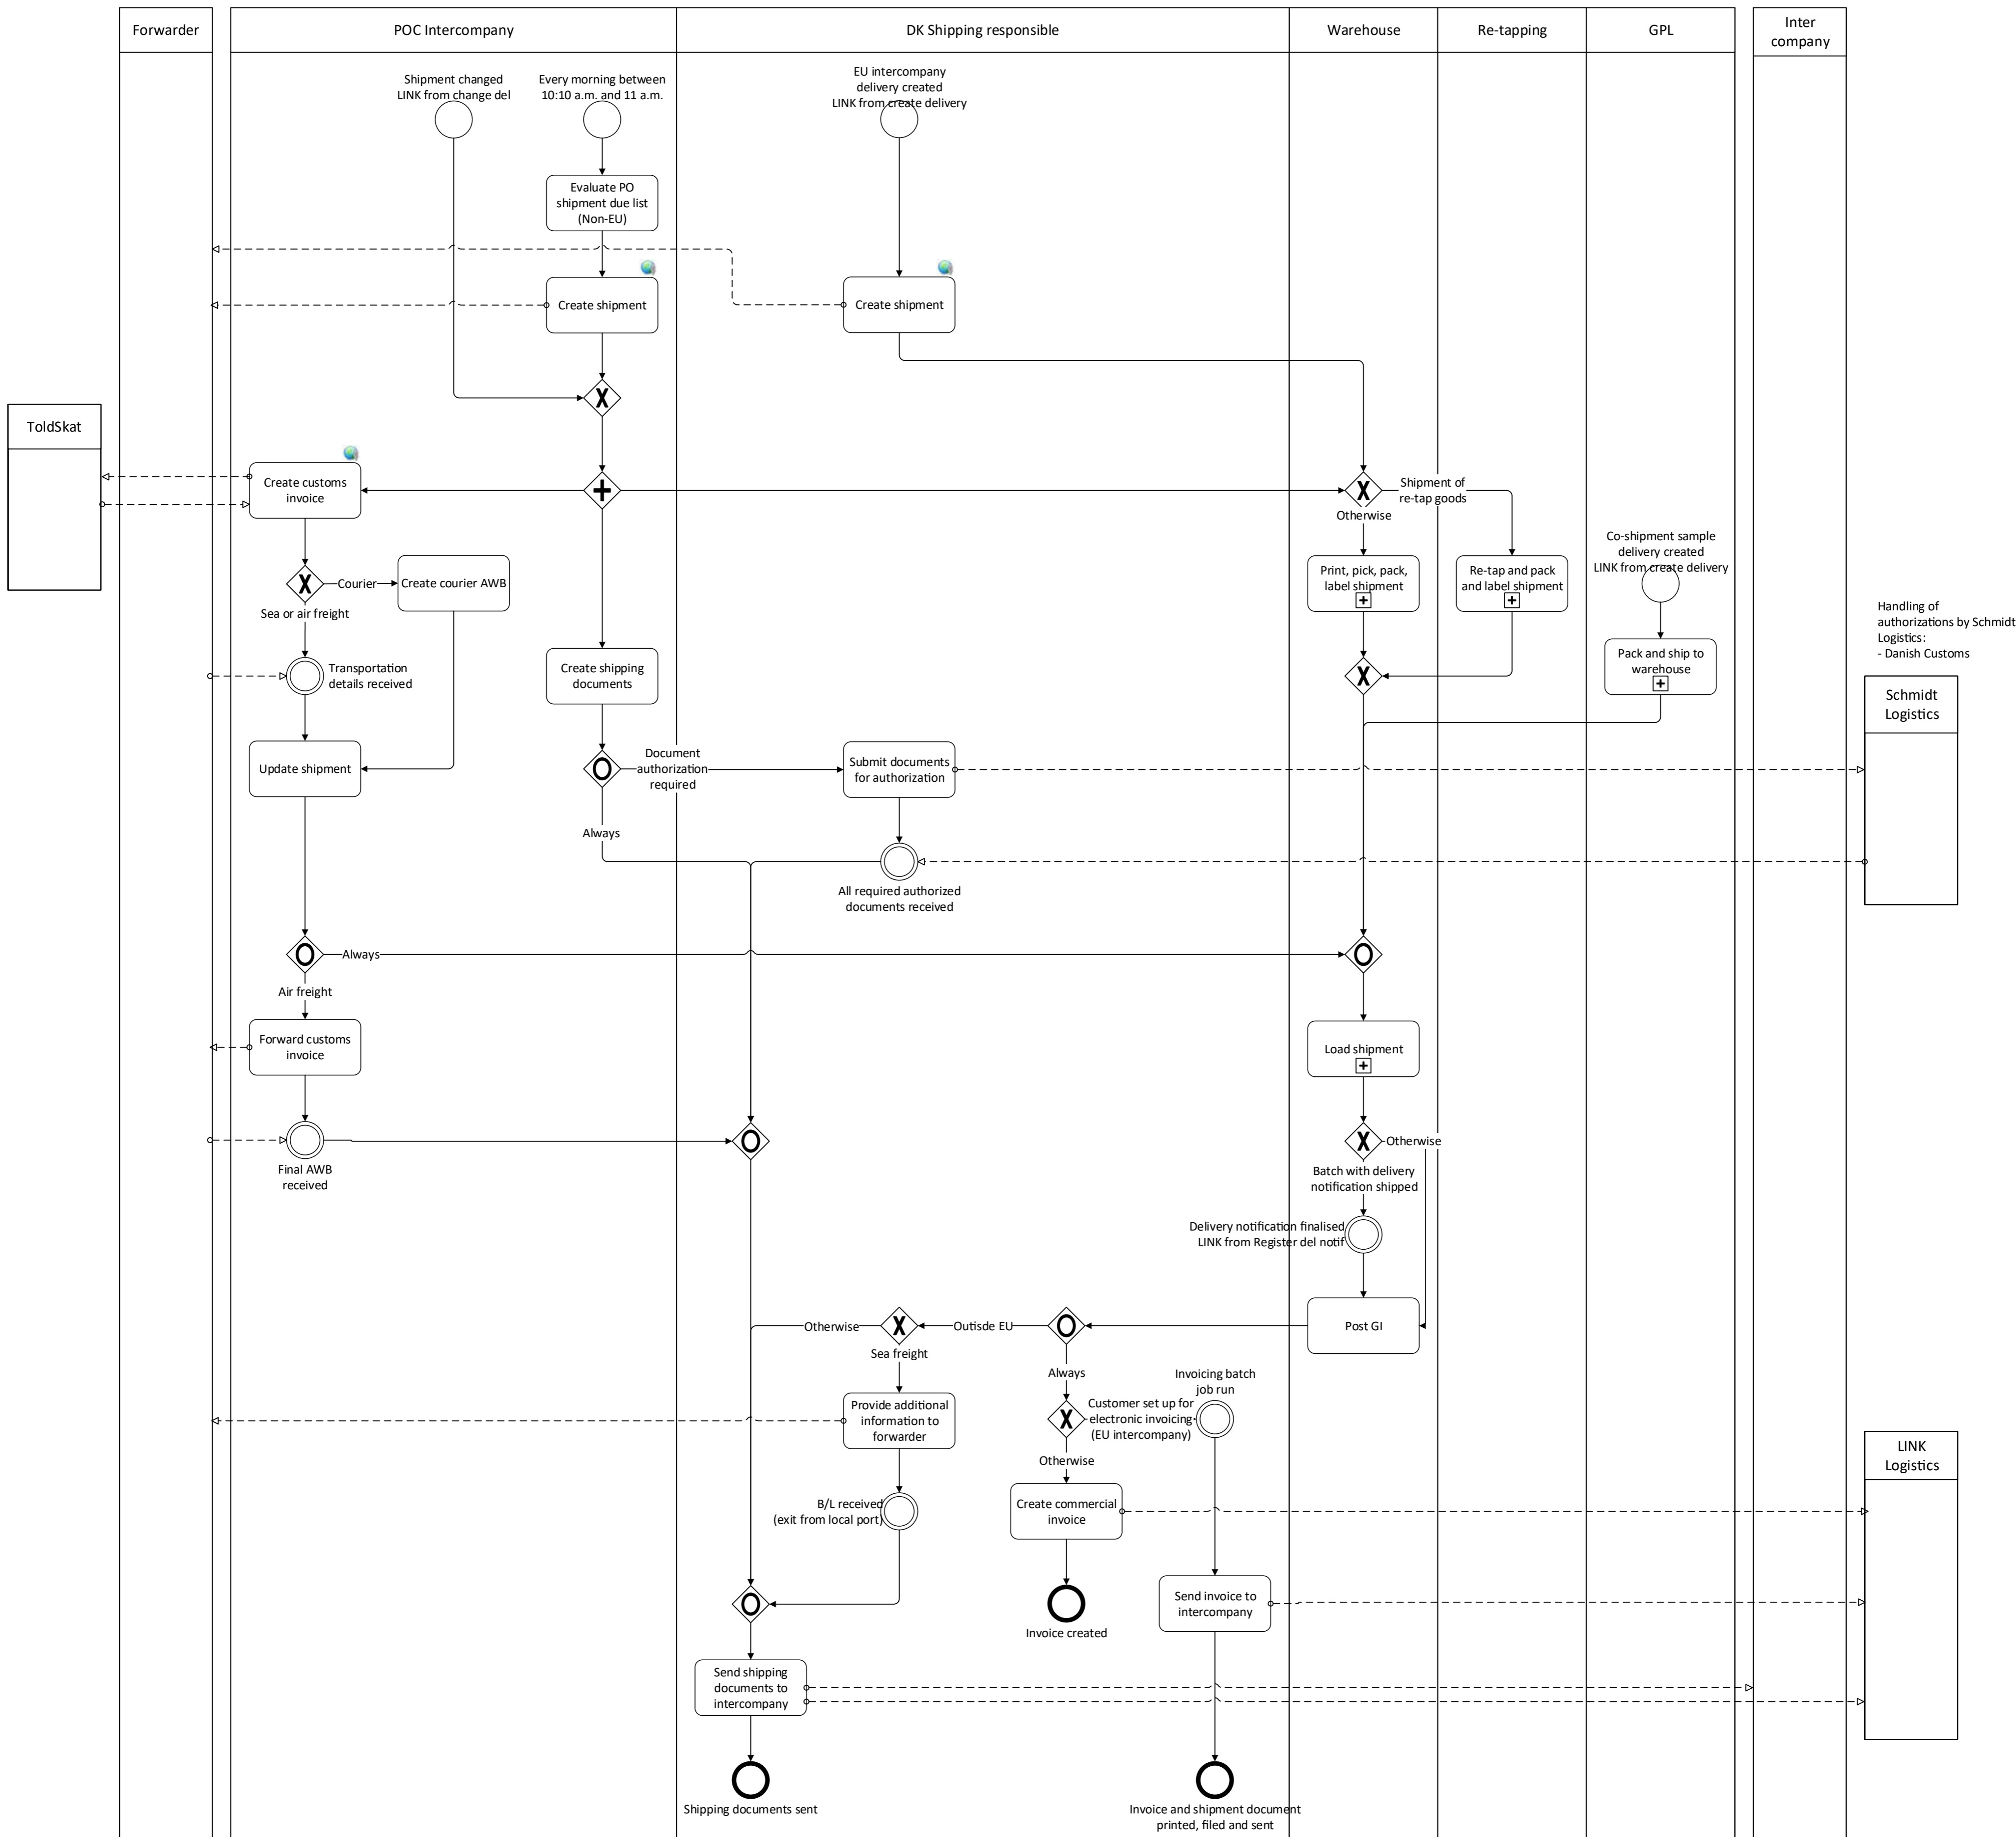 Forwarder
POC Intercompany
DK Shipping responsible
Warehouse
Re-tapping
GPL
Inter
company
Shipment changed
LINK from change del
Every morning between
10:10 a.m. and 11 a.m.
EU intercompany
delivery created
LINK from create delivery
Evaluate PO
shipment due list
(Non-EU)
Create shipment
Create shipment
X
ToldSkat
Create customs
invoice
X
Shipment of
re-tap goods
Otherwise
Co-shipment sample
delivery created
LINK from create delivery
X
Courier
Create courier AWB
Sea or air freight
Print, pick, pack,
label shipment
Re-tap and pack
and label shipment
Handling of
authorizations by Schmidt
Logistics:
- Danish Customs
Transportation
details received
Create shipping
documents
X
Pack and ship to
warehouse
Schmidt
Logistics
Update shipment
Document
authorization
required
Submit documents
for authorization
Always
All required authorized
documents received
Always
Air freight
Forward customs
invoice
Load shipment
Final AWB
received
X
Otherwise
Batch with delivery
notification shipped
Delivery notification finalised
LINK from Register del notif
Otherwise
X
Outisde EU
Post GI
Sea freight
Always
Invoicing batch
job run
Provide additional
information to
forwarder
X
Customer set up for
electronic invoicing
(EU intercompany)
Otherwise
LINK
Logistics
B/L received
(exit from local port)
Create commercial
invoice
Send invoice to
intercompany
Invoice created
Send shipping
documents to
intercompany
Shipping documents sent
Invoice and shipment document
printed, filed and sent